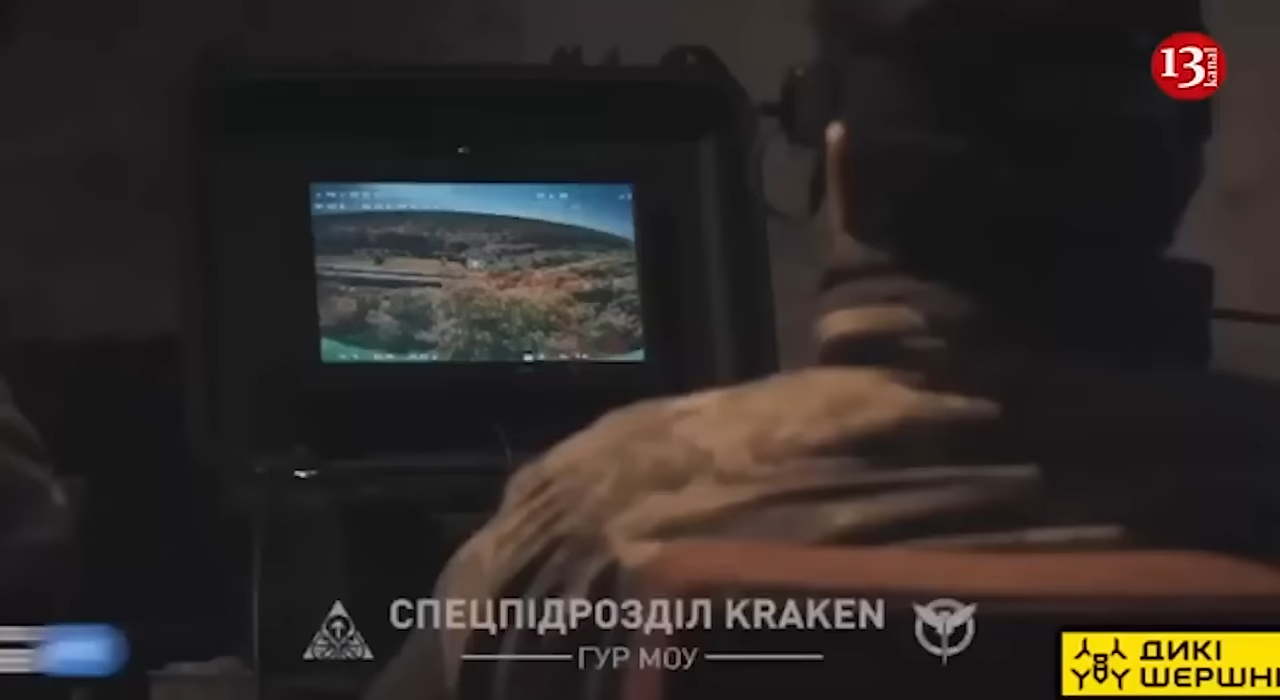 13 kanal
СПЕЦПІДРОЗДІЛ KRAKEN
ГУР МОУ
ДИКІ
ШЕРШНІ